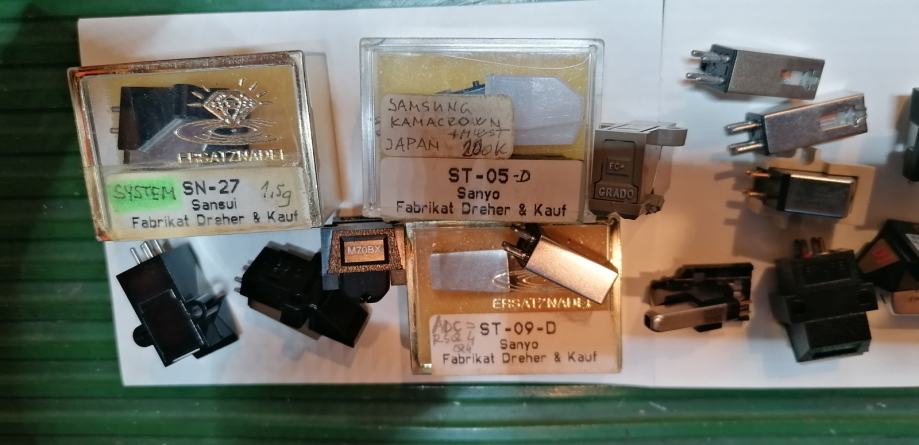 ERSATZNADEL
SYSTEM SN-27 1,5g
Sansui
Fabrikat Dreher & Kauf
SAMSUNG
KAMACROWN
JAPAN
ST-05-D
Sanyo
Fabrikat Dreher & Kauf
FC+
GRADO
M70BX
ERSATZNADEL
ADC =
ST-09-D
Sanyo
Fabrikat Dreher & Kauf